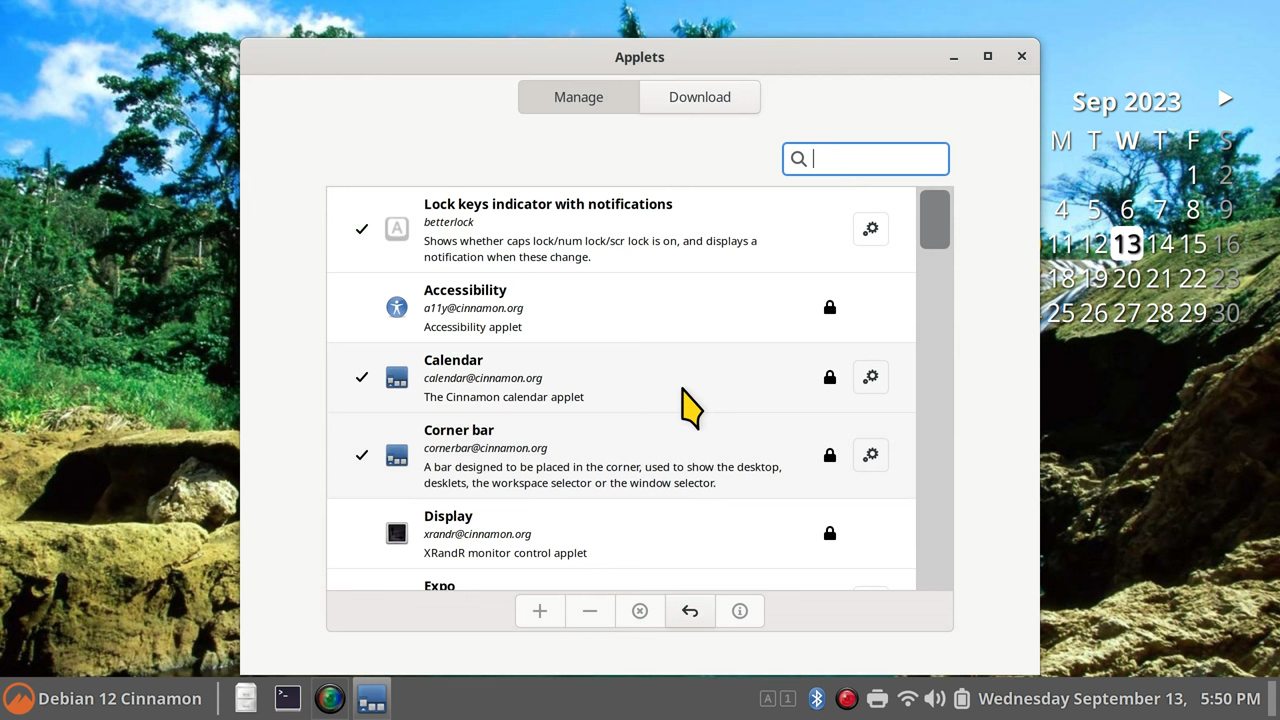 Applets
Manage
Download
Lock keys indicator with notifications
betterlock
Shows whether caps lock/num lock/scr lock is on, and displays a
notification when these change.
Accessibility
a11y@cinnamon.org
Accessibility applet
Calendar
calendar@cinnamon.org
The Cinnamon calendar applet
Corner bar
cornerbar@cinnamon.org
A bar designed to be placed in the corner, used to show the desktop,
desklets, the workspace selector or the window selector.
Display
xrandr@cinnamon.org
XRandR monitor control applet
Expo
Sep 2023
M T W T F S
1 2
4 5 6 7 8 9
11 12 13 14 15 16
18 19 20 21 22 23
25 26 27 28 29 30
Debian 12 Cinnamon
A 1
Wednesday September 13, 5:50 PM